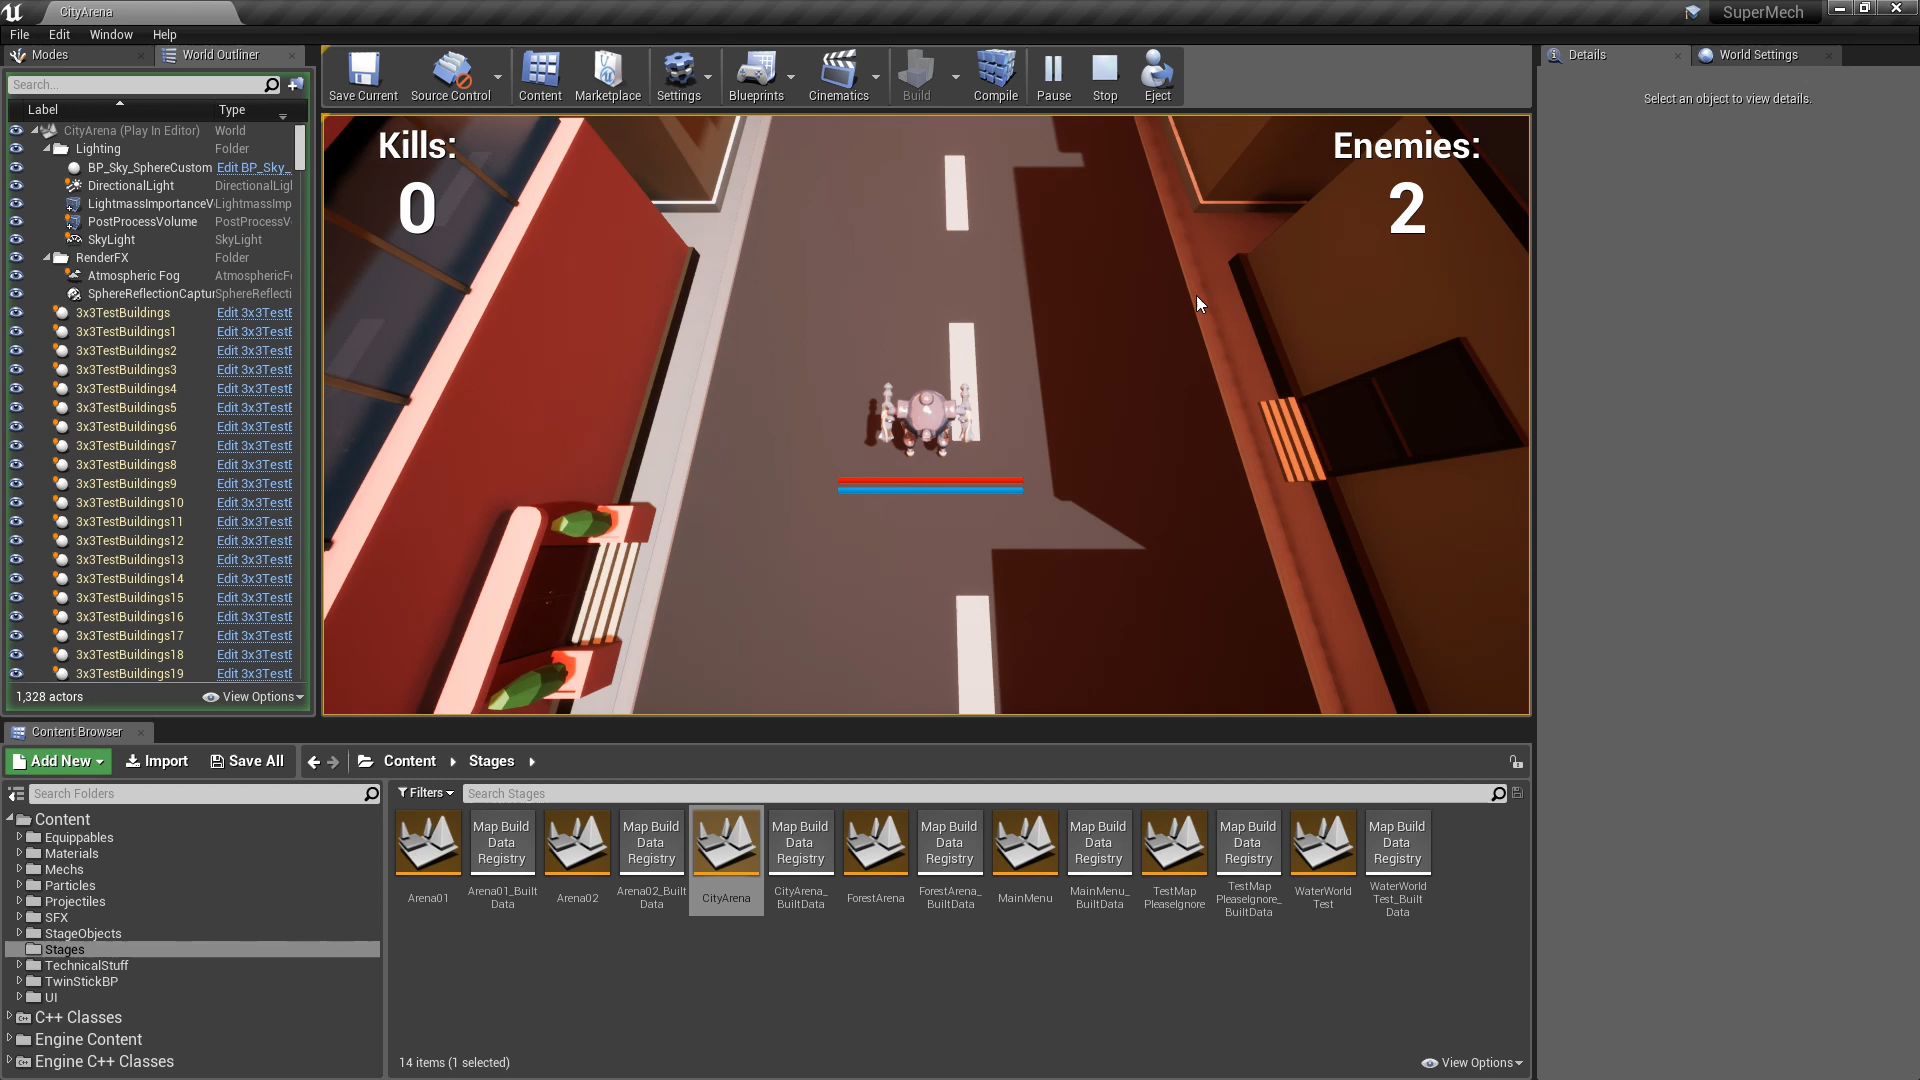 CityArena
SuperMech
File Edit Window Help
Modes
World Outliner
Search...
Label Type
CityArena (Play In Editor) World
Lighting Folder
BP_Sky_SphereCustom Edit BP_Sky_
DirectionalLight DirectionalLigl
LightmassImportanceV LightmassImp
PostProcessVolume PostProcessV
SkyLight SkyLight
RenderFX Folder
Atmospheric Fog AtmosphericF
SphereReflectionCaptur SphereReflecti
3x3TestBuildings Edit 3x3TestE
3x3TestBuildings1 Edit 3x3TestE
3x3TestBuildings2 Edit 3x3TestE
3x3TestBuildings3 Edit 3x3TestE
3x3TestBuildings4 Edit 3x3TestE
3x3TestBuildings5 Edit 3x3TestE
3x3TestBuildings6 Edit 3x3TestE
3x3TestBuildings7 Edit 3x3TestE
3x3TestBuildings8 Edit 3x3TestE
3x3TestBuildings9 Edit 3x3TestE
3x3TestBuildings10 Edit 3x3TestE
3x3TestBuildings11 Edit 3x3TestE
3x3TestBuildings12 Edit 3x3TestE
3x3TestBuildings13 Edit 3x3TestE
3x3TestBuildings14 Edit 3x3TestE
3x3TestBuildings15 Edit 3x3TestE
3x3TestBuildings16 Edit 3x3TestE
3x3TestBuildings17 Edit 3x3TestE
3x3TestBuildings18 Edit 3x3TestE
3x3TestBuildings19 Edit 3x3TestE
1,328 actors View Options
Save Current Source Control Content Marketplace Settings Blueprints Cinematics Build Compile Pause Stop Eject
Kills:
0
Enemies:
2
Details
World Settings
Select an object to view details.
Content Browser
Add New Import Save All Content Stages
Search Folders
Content
Equippables
Materials
Mechs
Particles
Projectiles
SFX
StageObjects
Stages
TechnicalStuff
TwinStickBP
UI
C++ Classes
Engine Content
Engine C++ Classes
Filters Search Stages
Arena01
Map Build
Data
Registry
Arena01_Built
Data
Arena02
Map Build
Data
Registry
Arena02_Built
Data
CityArena
Map Build
Data
Registry
CityArena_
BuiltData
ForestArena
Map Build
Data
Registry
ForestArena_
BuiltData
MainMenu
Map Build
Data
Registry
MainMenu_
BuiltData
TestMap
PleaseIgnore
Map Build
Data
Registry
TestMap
PleaseIgnore_
BuiltData
WaterWorld
Test
Map Build
Data
Registry
WaterWorld
Test_Built
Data
14 items (1 selected) View Options